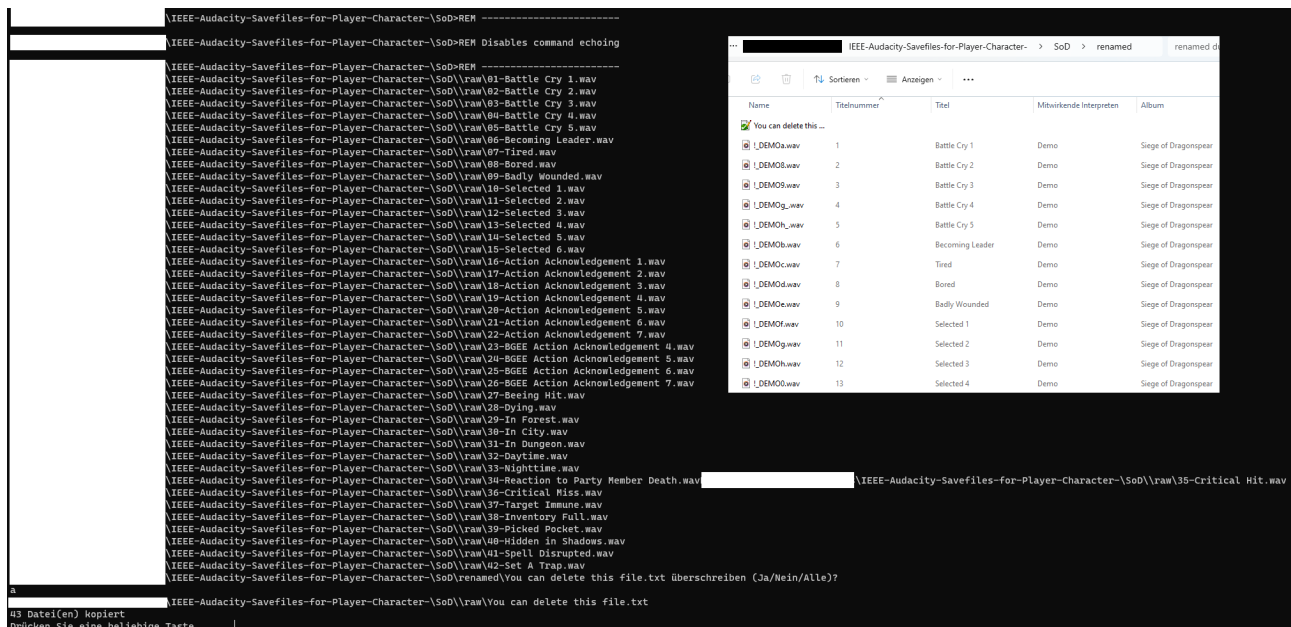 \IEEE-Audacity-Savefiles-for-Player-Character-\SoD>REM ------------------------
\IEEE-Audacity-Savefiles-for-Player-Character-\SoD>REM Disables command echoing
\IEEE-Audacity-Savefiles-for-Player-Character-\SoD>REM ------------------------
\IEEE-Audacity-Savefiles-for-Player-Character-\SoD\\raw\01-Battle Cry 1.wav
\IEEE-Audacity-Savefiles-for-Player-Character-\SoD\\raw\02-Battle Cry 2.wav
\IEEE-Audacity-Savefiles-for-Player-Character-\SoD\\raw\03-Battle Cry 3.wav
\IEEE-Audacity-Savefiles-for-Player-Character-\SoD\\raw\04-Battle Cry 4.wav
\IEEE-Audacity-Savefiles-for-Player-Character-\SoD\\raw\05-Battle Cry 5.wav
\IEEE-Audacity-Savefiles-for-Player-Character-\SoD\\raw\06-Becoming Leader.wav
\IEEE-Audacity-Savefiles-for-Player-Character-\SoD\\raw\07-Tired.wav
\IEEE-Audacity-Savefiles-for-Player-Character-\SoD\\raw\08-Bored.wav
\IEEE-Audacity-Savefiles-for-Player-Character-\SoD\\raw\09-Badly Wounded.wav
\IEEE-Audacity-Savefiles-for-Player-Character-\SoD\\raw\10-Selected 1.wav
\IEEE-Audacity-Savefiles-for-Player-Character-\SoD\\raw\11-Selected 2.wav
\IEEE-Audacity-Savefiles-for-Player-Character-\SoD\\raw\12-Selected 3.wav
\IEEE-Audacity-Savefiles-for-Player-Character-\SoD\\raw\13-Selected 4.wav
\IEEE-Audacity-Savefiles-for-Player-Character-\SoD\\raw\14-Selected 5.wav
\IEEE-Audacity-Savefiles-for-Player-Character-\SoD\\raw\15-Selected 6.wav
\IEEE-Audacity-Savefiles-for-Player-Character-\SoD\\raw\16-Action Acknowledgement 1.wav
\IEEE-Audacity-Savefiles-for-Player-Character-\SoD\\raw\17-Action Acknowledgement 2.wav
\IEEE-Audacity-Savefiles-for-Player-Character-\SoD\\raw\18-Action Acknowledgement 3.wav
\IEEE-Audacity-Savefiles-for-Player-Character-\SoD\\raw\19-Action Acknowledgement 4.wav
\IEEE-Audacity-Savefiles-for-Player-Character-\SoD\\raw\20-Action Acknowledgement 5.wav
\IEEE-Audacity-Savefiles-for-Player-Character-\SoD\\raw\21-Action Acknowledgement 6.wav
\IEEE-Audacity-Savefiles-for-Player-Character-\SoD\\raw\22-Action Acknowledgement 7.wav
\IEEE-Audacity-Savefiles-for-Player-Character-\SoD\\raw\23-BGEE Action Acknowledgement 4.wav
\IEEE-Audacity-Savefiles-for-Player-Character-\SoD\\raw\24-BGEE Action Acknowledgement 5.wav
\IEEE-Audacity-Savefiles-for-Player-Character-\SoD\\raw\25-BGEE Action Acknowledgement 6.wav
\IEEE-Audacity-Savefiles-for-Player-Character-\SoD\\raw\26-BGEE Action Acknowledgement 7.wav
\IEEE-Audacity-Savefiles-for-Player-Character-\SoD\\raw\27-Beeing Hit.wav
\IEEE-Audacity-Savefiles-for-Player-Character-\SoD\\raw\28-Dying.wav
\IEEE-Audacity-Savefiles-for-Player-Character-\SoD\\raw\29-In Forest.wav
\IEEE-Audacity-Savefiles-for-Player-Character-\SoD\\raw\30-In City.wav
\IEEE-Audacity-Savefiles-for-Player-Character-\SoD\\raw\31-In Dungeon.wav
\IEEE-Audacity-Savefiles-for-Player-Character-\SoD\\raw\32-Daytime.wav
\IEEE-Audacity-Savefiles-for-Player-Character-\SoD\\raw\33-Nighttime.wav
\IEEE-Audacity-Savefiles-for-Player-Character-\SoD\\raw\34-Reaction to Party Member Death.wav \IEEE-Audacity-Savefiles-for-Player-Character-\SoD\\raw\35-Critical Hit.wav
\IEEE-Audacity-Savefiles-for-Player-Character-\SoD\\raw\36-Critical Miss.wav
\IEEE-Audacity-Savefiles-for-Player-Character-\SoD\\raw\37-Target Immune.wav
\IEEE-Audacity-Savefiles-for-Player-Character-\SoD\\raw\38-Inventory Full.wav
\IEEE-Audacity-Savefiles-for-Player-Character-\SoD\\raw\39-Picked Pocket.wav
\IEEE-Audacity-Savefiles-for-Player-Character-\SoD\\raw\40-Hidden in Shadows.wav
\IEEE-Audacity-Savefiles-for-Player-Character-\SoD\\raw\41-Spell Disrupted.wav
\IEEE-Audacity-Savefiles-for-Player-Character-\SoD\\raw\42-Set A Trap.wav
\IEEE-Audacity-Savefiles-for-Player-Character-\SoD\renamed\You can delete this file.txt überschreiben (Ja/Nein/Alle)?
a
\IEEE-Audacity-Savefiles-for-Player-Character-\SoD\\raw\You can delete this file.txt
43 Datei(en) kopiert
Drücken Sie eine beliebige Taste
... IEEE-Audacity-Savefiles-for-Player-Character- > SoD > renamed renamed du
Sortieren Anzeigen ...
Name Titelnummer Titel Mitwirkende Interpreten Album
You can delete this ...
!_DEMOa.wav 1 Battle Cry 1 Demo Siege of Dragonspear
!_DEMO8.wav 2 Battle Cry 2 Demo Siege of Dragonspear
!_DEMO9.wav 3 Battle Cry 3 Demo Siege of Dragonspear
!_DEMOg_.wav 4 Battle Cry 4 Demo Siege of Dragonspear
!_DEMOh_.wav 5 Battle Cry 5 Demo Siege of Dragonspear
!_DEMOb.wav 6 Becoming Leader Demo Siege of Dragonspear
!_DEMOc.wav 7 Tired Demo Siege of Dragonspear
!_DEMOd.wav 8 Bored Demo Siege of Dragonspear
!_DEMOe.wav 9 Badly Wounded Demo Siege of Dragonspear
!_DEMOf.wav 10 Selected 1 Demo Siege of Dragonspear
!_DEMOg.wav 11 Selected 2 Demo Siege of Dragonspear
!_DEMOh.wav 12 Selected 3 Demo Siege of Dragonspear
!_DEMO0.wav 13 Selected 4 Demo Siege of Dragonspear